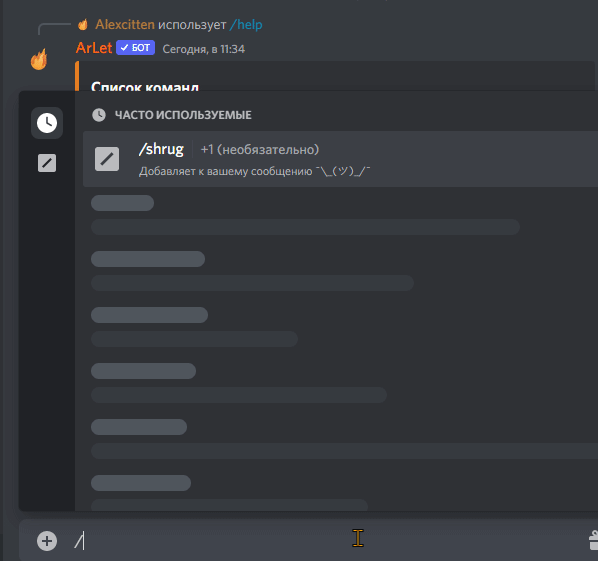 Alexcitten использует /help
ArLet ✓ БОТ Сегодня, в 11:34
Список команд
ЧАСТО ИСПОЛЬЗУЕМЫЕ
/shrug +1 (необязательно)
Добавляет к вашему сообщению ¯\_(ツ)_/¯
/